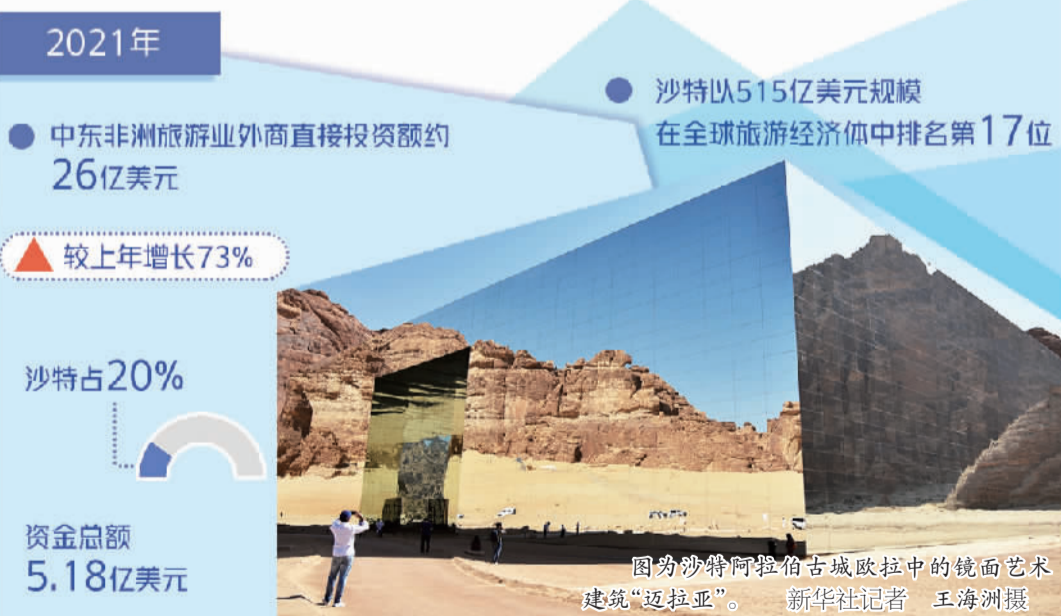 2021年
中东非洲旅游业外商直接投资额约
26亿美元
较上年增长73%
沙特占20%
资金总额
5.18亿美元
沙特以515亿美元规模
在全球旅游经济体中排名第17位
图为沙特阿拉伯古城欧拉中的镜面艺术
建筑“迈拉亚”。 新华社记者 王海洲摄